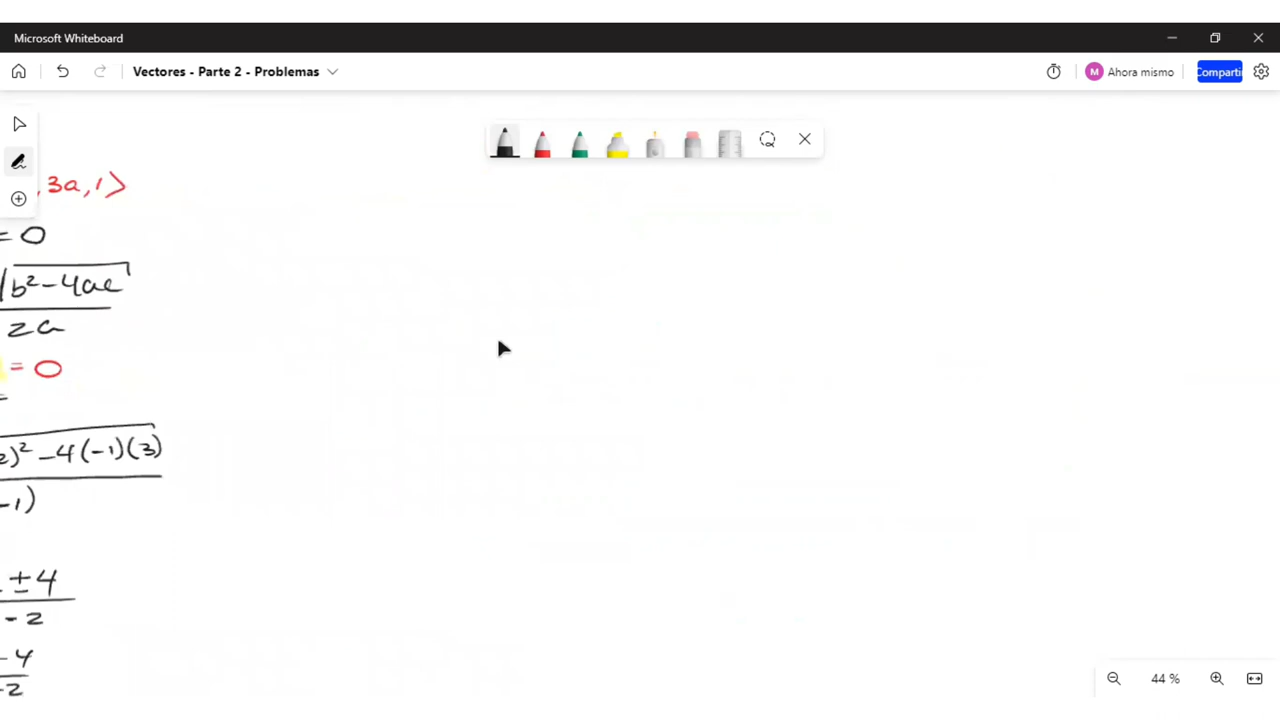 Microsoft Whiteboard
Vectores - Parte 2 - Problemas
M Ahora mismo
Comparti
, 3a, 1>
= 0
√b² - 4ac
2a
= 0
2)² - 4(-1)(3)
-1)
± 4
-2
-4
-2
44 %